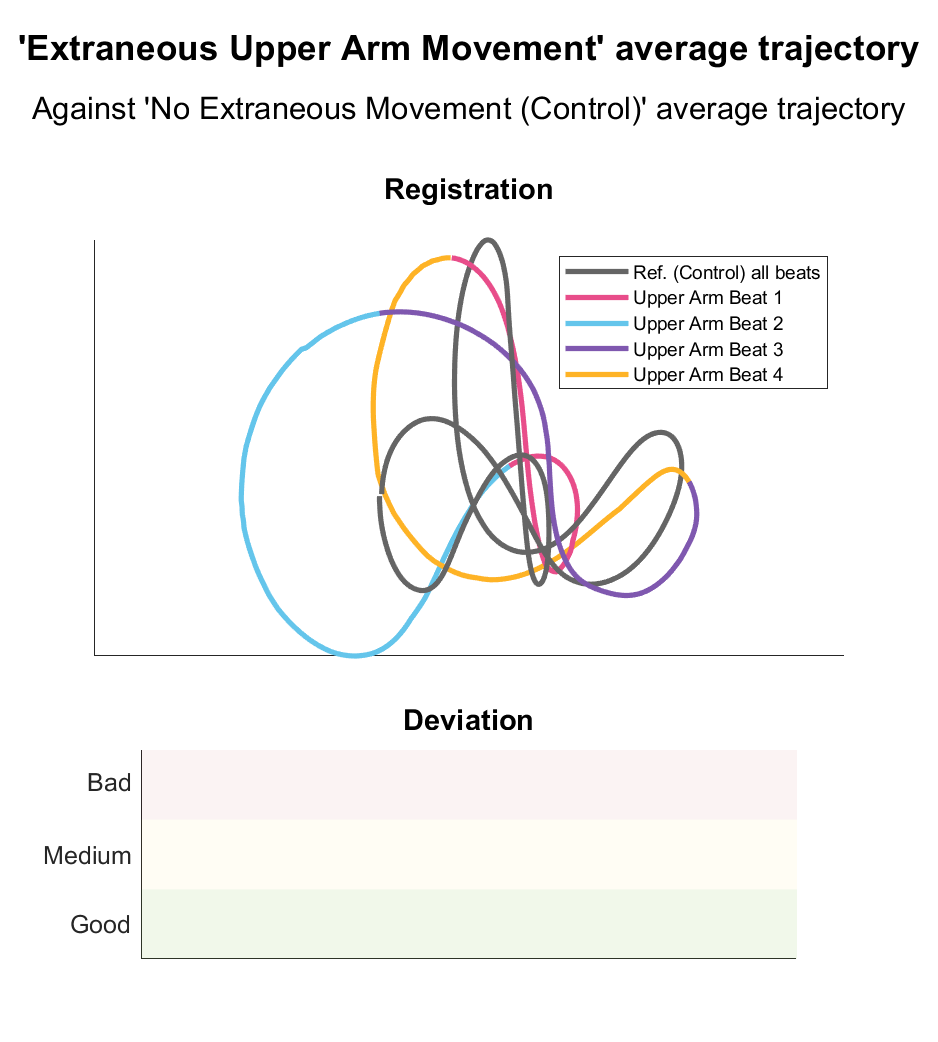 'Extraneous Upper Arm Movement' average trajectory
Against 'No Extraneous Movement (Control)' average trajectory
Registration
Ref. (Control) all beats
Upper Arm Beat 1
Upper Arm Beat 2
Upper Arm Beat 3
Upper Arm Beat 4
Deviation
Bad
Medium
Good